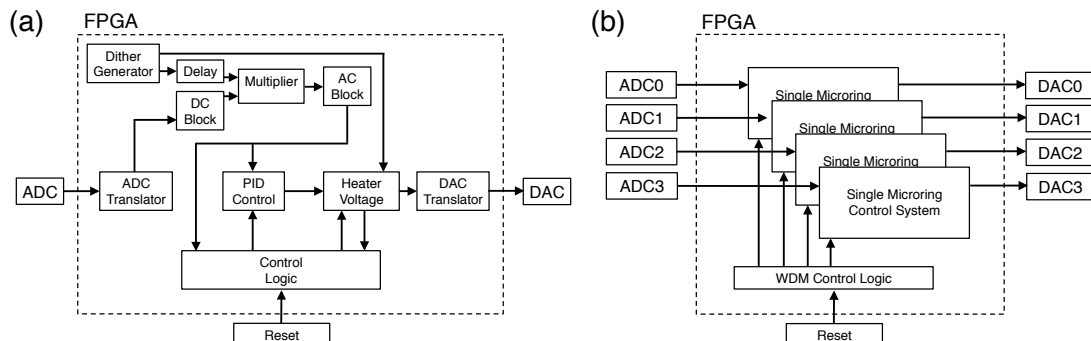 (a)
FPGA
Dither
Generator
Delay
Multiplier
AC
Block
DC
Block
ADC
ADC
Translator
PID
Control
Heater
Voltage
DAC
Translator
DAC
Control
Logic
Reset
(b)
FPGA
ADC0
Single Microring
DAC0
ADC1
Single Microring
DAC1
ADC2
Single Microring
DAC2
ADC3
Single Microring
Control System
DAC3
WDM Control Logic
Reset